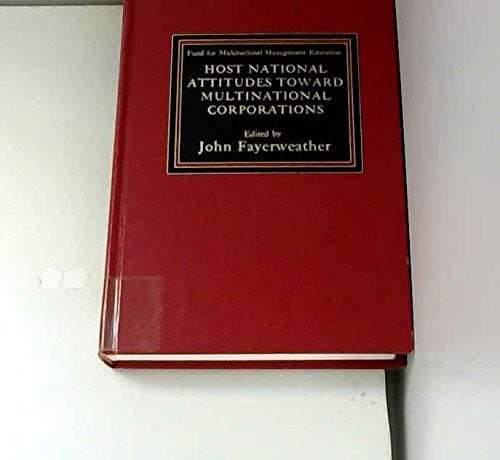 Fund for Multinational Management Education
HOST NATIONAL
ATTITUDES TOWARD
MULTINATIONAL
CORPORATIONS
Edited by
John Fayerweather